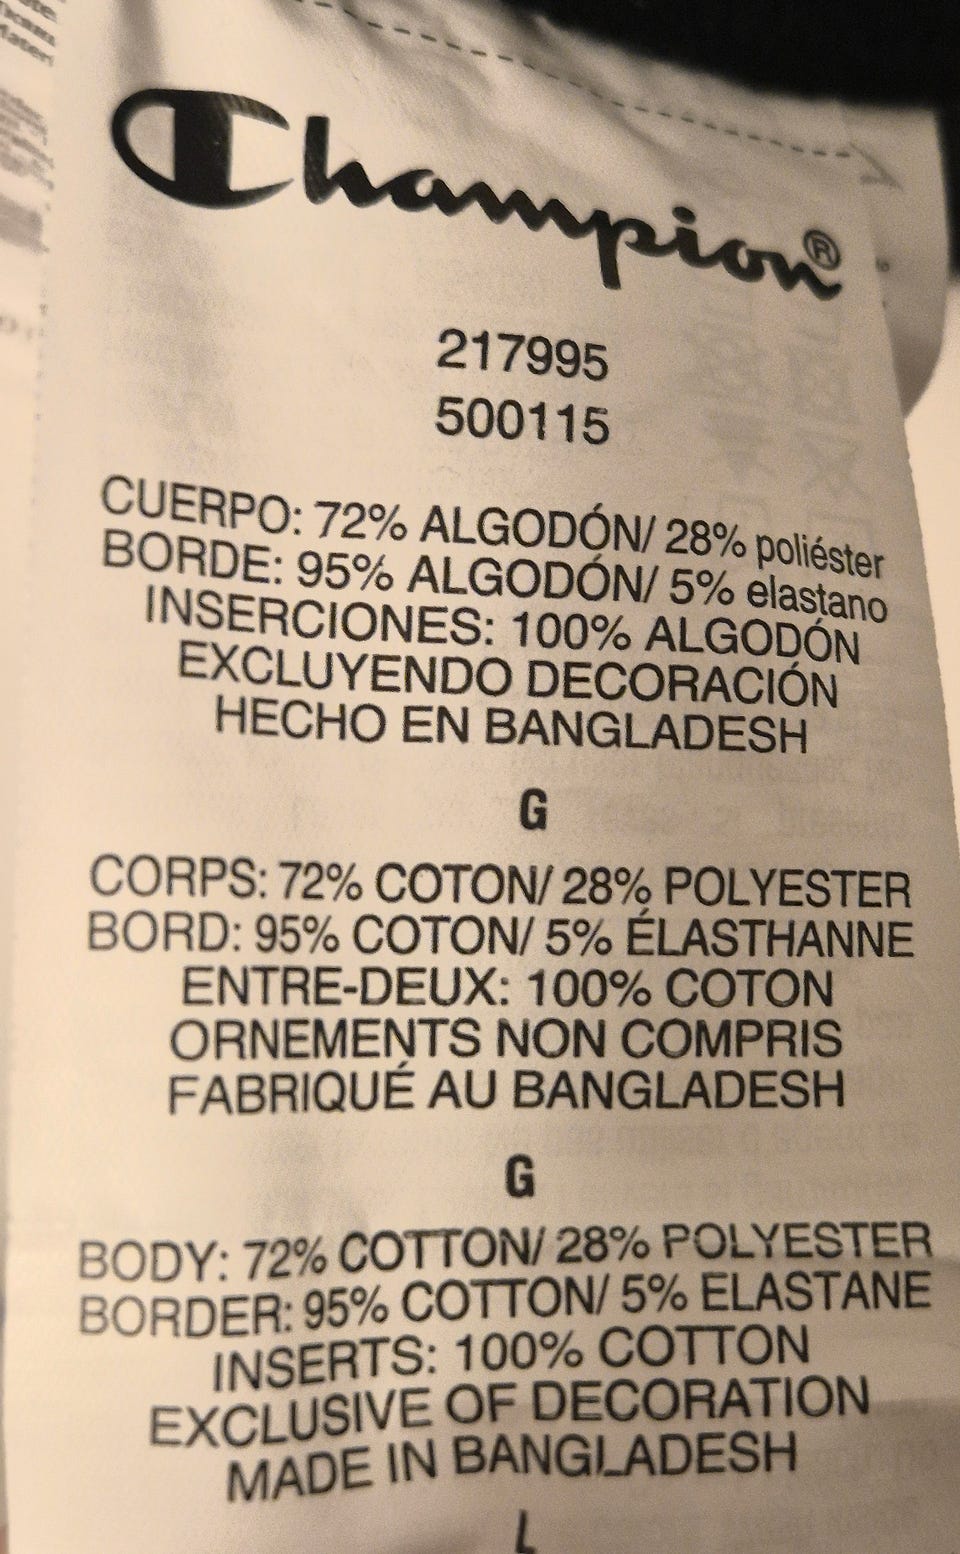 Champion®
217995
500115
CUERPO: 72% ALGODÓN/ 28% poliéster
BORDE: 95% ALGODÓN/ 5% elastano
INSERCIONES: 100% ALGODÓN
EXCLUYENDO DECORACIÓN
HECHO EN BANGLADESH
G
CORPS: 72% COTON/ 28% POLYESTER
BORD: 95% COTON/ 5% ÉLASTHANNE
ENTRE-DEUX: 100% COTON
ORNEMENTS NON COMPRIS
FABRIQUÉ AU BANGLADESH
G
BODY: 72% COTTON/ 28% POLYESTER
BORDER: 95% COTTON/ 5% ELASTANE
INSERTS: 100% COTTON
EXCLUSIVE OF DECORATION
MADE IN BANGLADESH
L